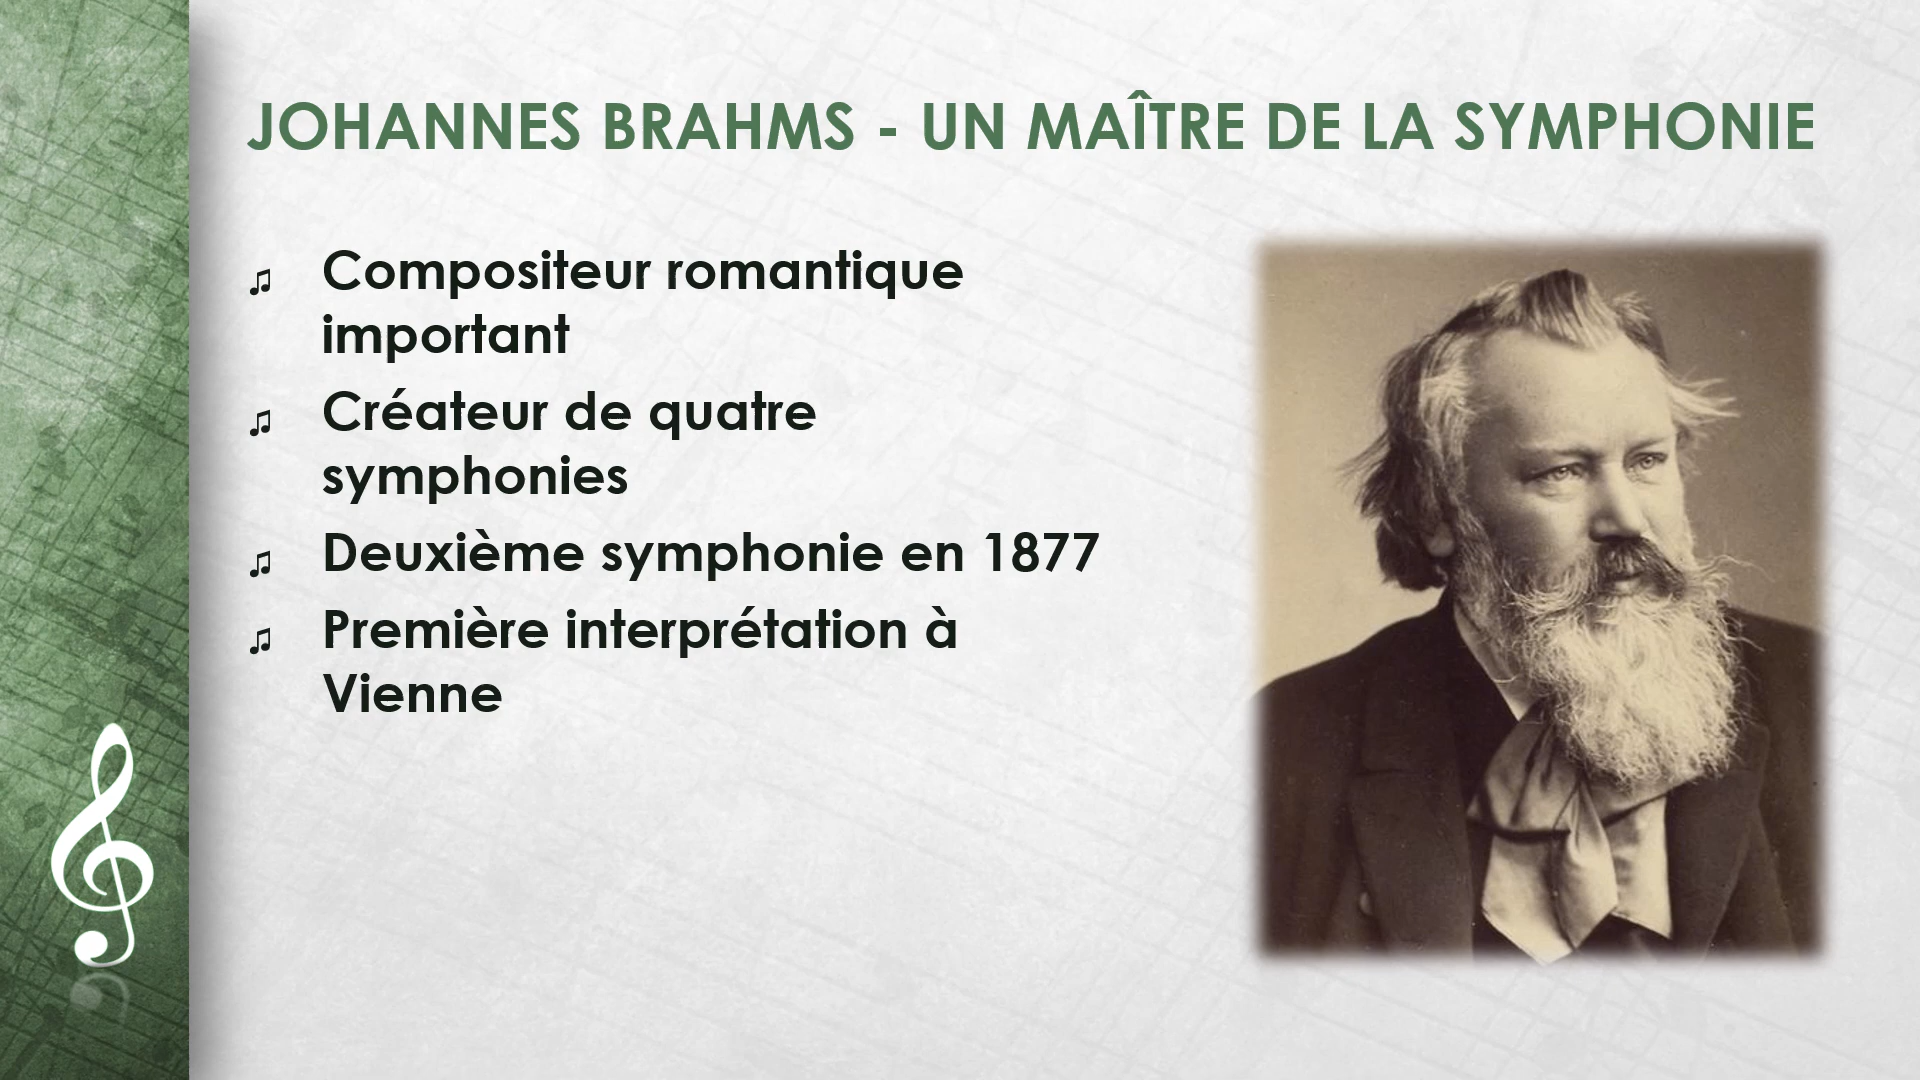 JOHANNES BRAHMS - UN MAÎTRE DE LA SYMPHONIE
♫ Compositeur romantique
important
♫ Créateur de quatre
symphonies
♫ Deuxième symphonie en 1877
♫ Première interprétation à
Vienne